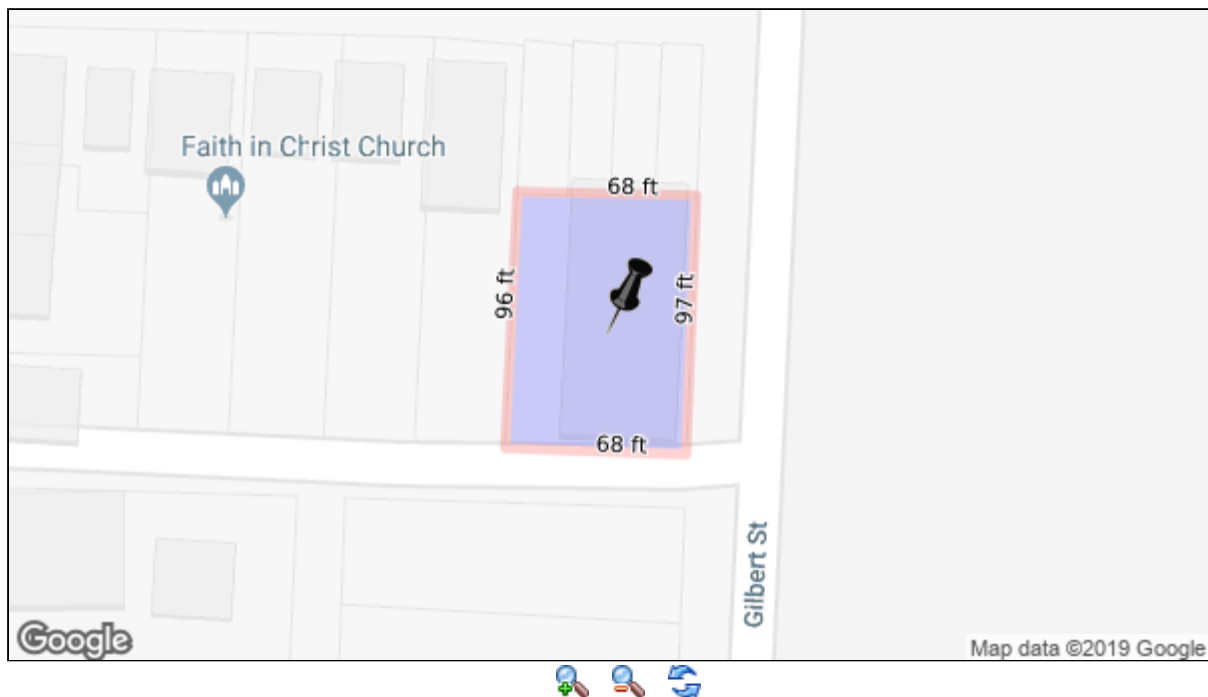 Faith in Christ Church
68 ft
96 ft
97 ft
68 ft
Gilbert St
Google
Map data ©2019 Google